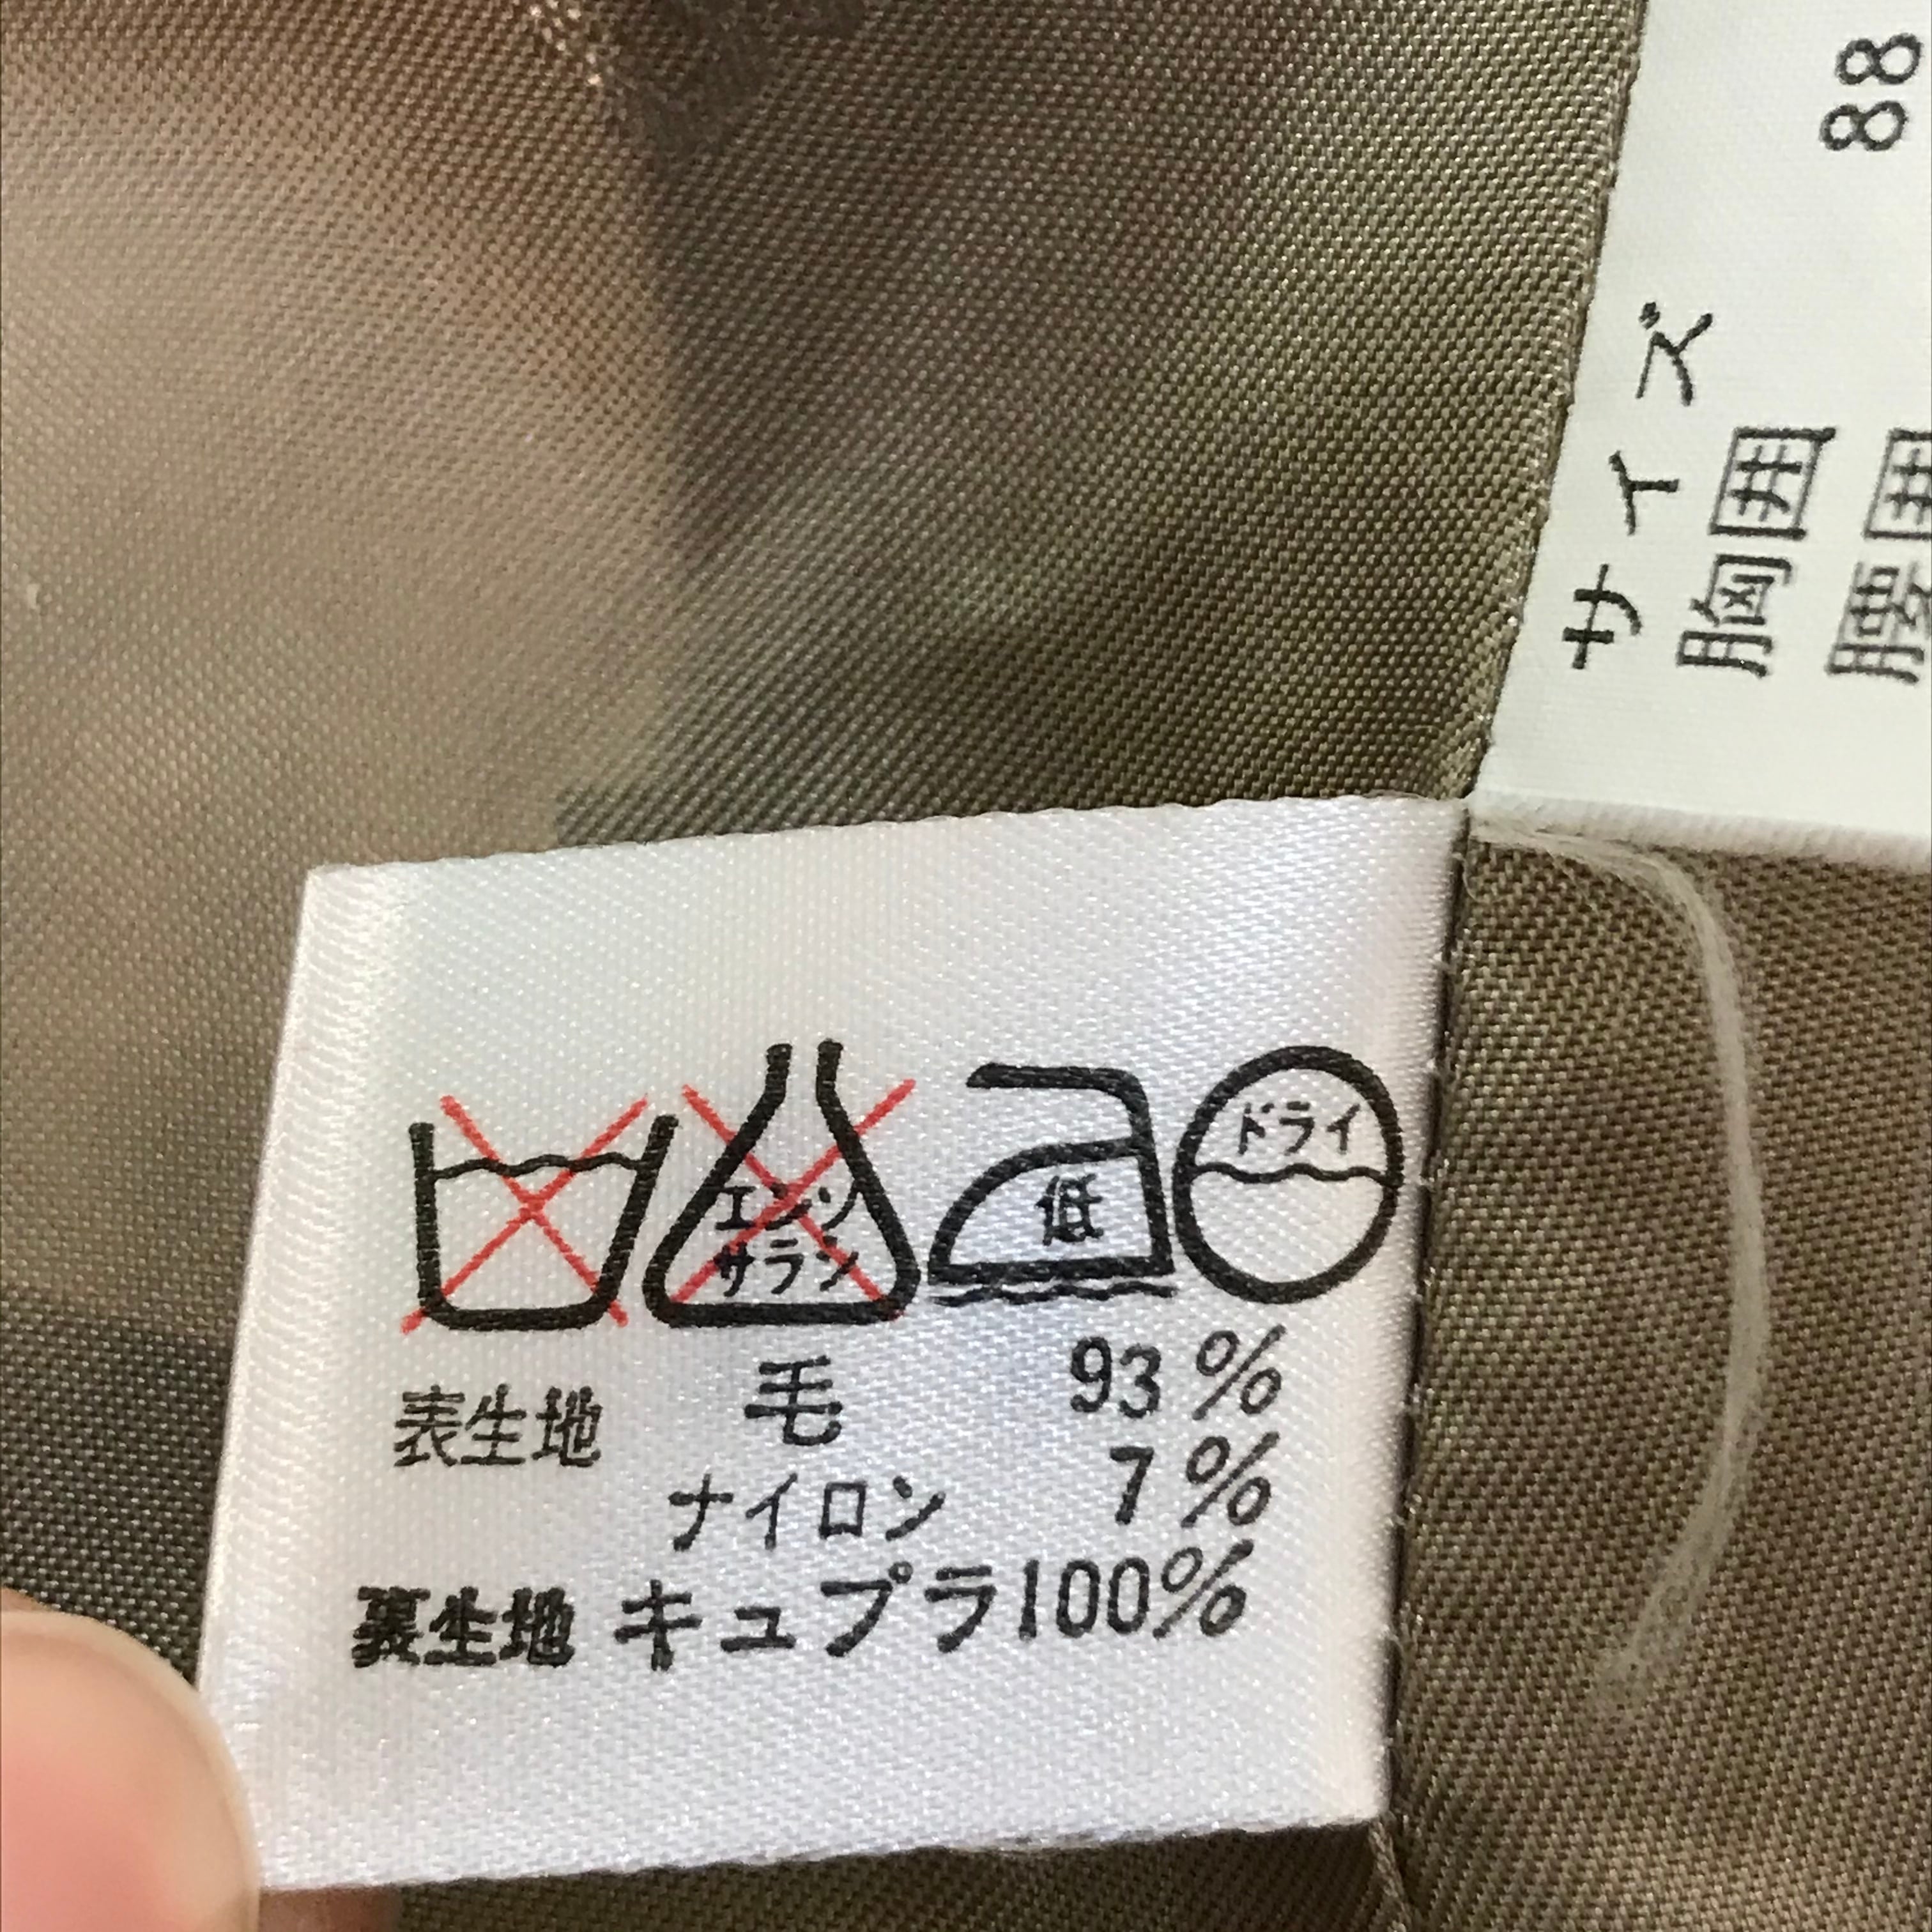 サイズ
胸囲 88
腰囲
エンソ
サラシ
低
ドライ
表生地 毛 93%
ナイロン 7%
裏生地 キュプラ100%